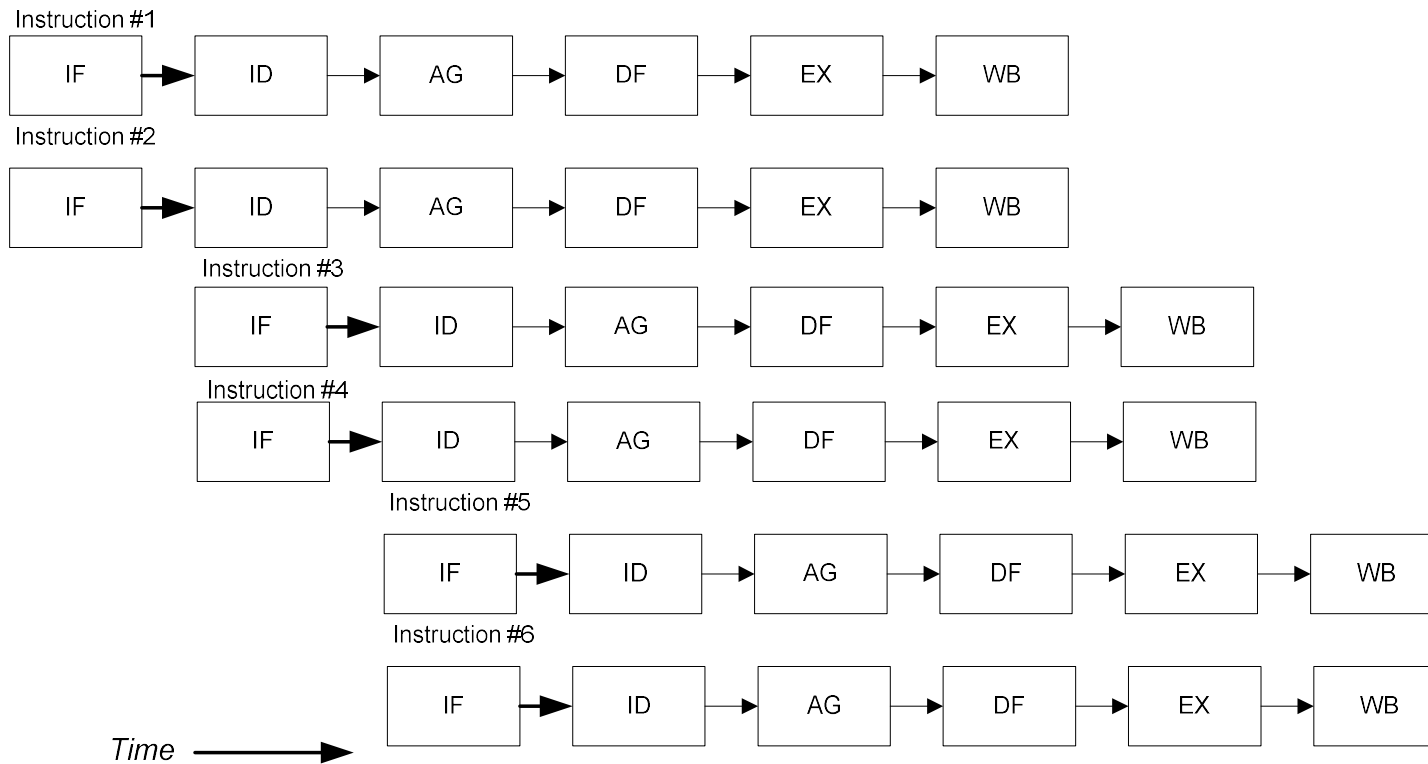 Instruction #1
IF ID AG DF EX WB
Instruction #2
IF ID AG DF EX WB
Instruction #3
IF ID AG DF EX WB
Instruction #4
IF ID AG DF EX WB
Instruction #5
IF ID AG DF EX WB
Instruction #6
IF ID AG DF EX WB
Time